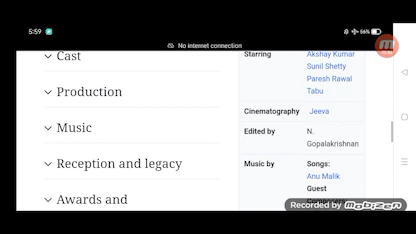 5:59
56%
No internet connection
Cast
Production
Music
Reception and legacy
Awards and
Starring
Akshay Kumar
Sunil Shetty
Paresh Rawal
Tabu
Cinematography
Jeeva
Edited by
N.
Gopalakrishnan
Music by
Songs:
Anu Malik
Guest
Recorded by
MOBIZEN